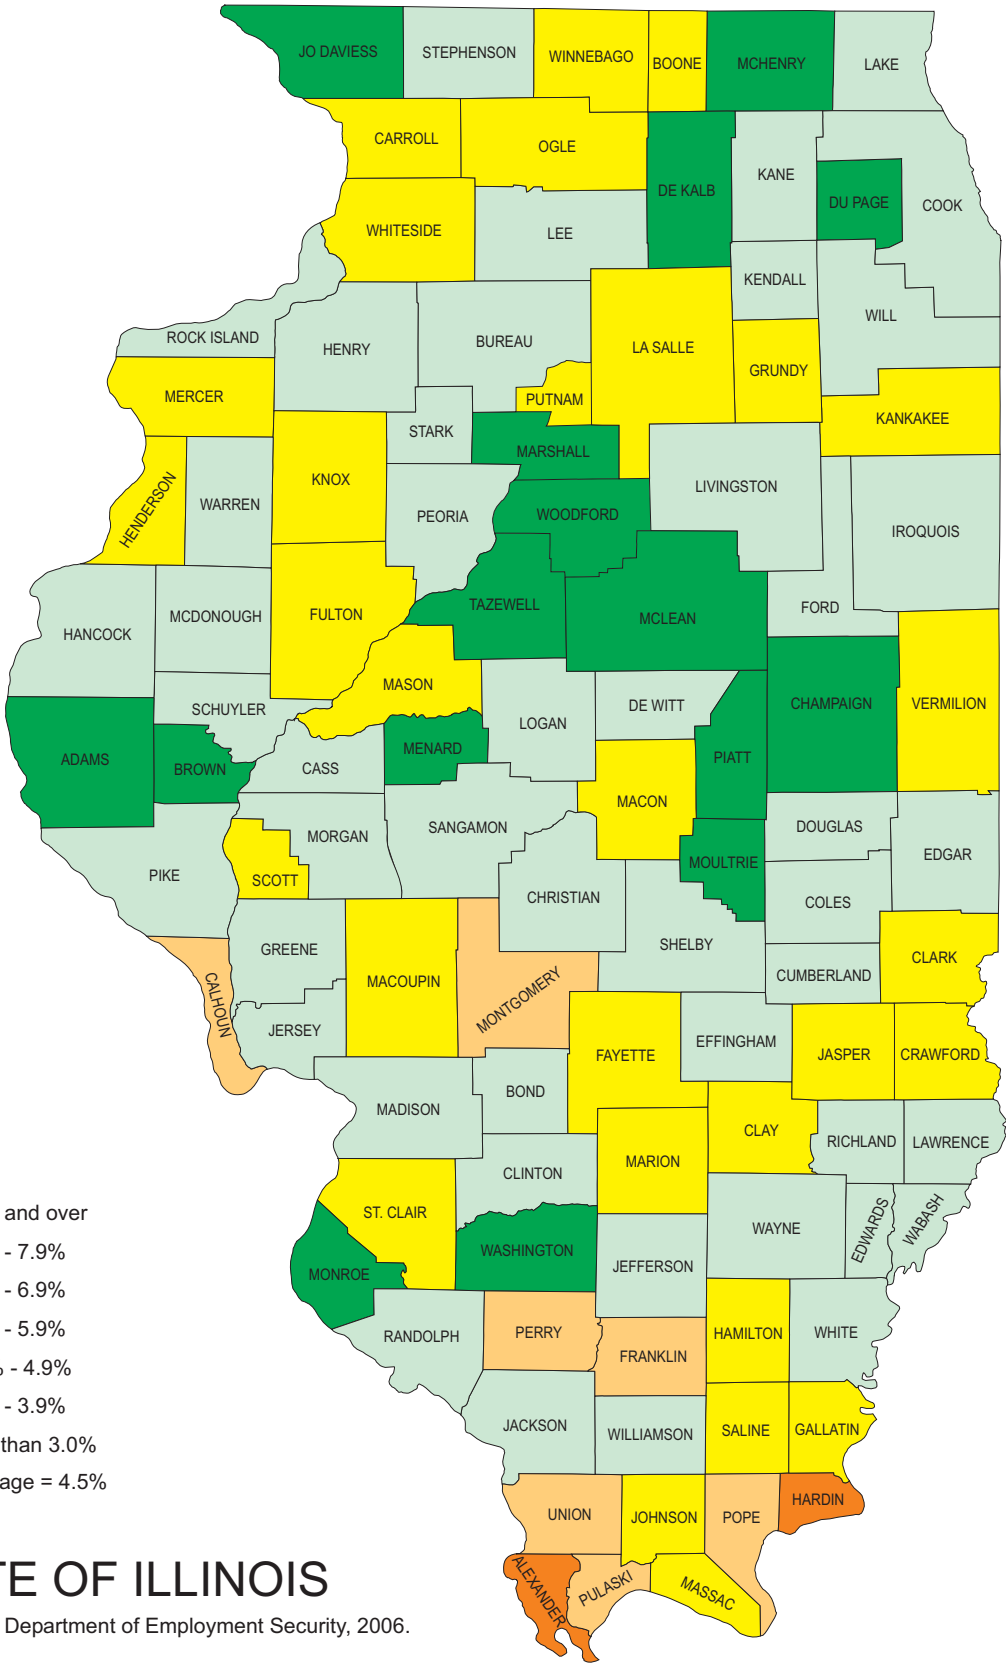 JO DAVIESS
STEPHENSON
WINNEBAGO
BOONE
MCHENRY
LAKE
CARROLL
OGLE
DE KALB
KANE
DU PAGE
COOK
WHITESIDE
LEE
KENDALL
WILL
ROCK ISLAND
HENRY
BUREAU
LA SALLE
GRUNDY
MERCER
PUTNAM
KANKAKEE
STARK
MARSHALL
HENDERSON
WARREN
KNOX
PEORIA
WOODFORD
LIVINGSTON
IROQUOIS
HANCOCK
MCDONOUGH
FULTON
TAZEWELL
MCLEAN
FORD
MASON
SCHUYLER
LOGAN
DE WITT
CHAMPAIGN
VERMILION
ADAMS
BROWN
CASS
MENARD
PIATT
MACON
MORGAN
SANGAMON
DOUGLAS
EDGAR
PIKE
SCOTT
CHRISTIAN
MOULTRIE
COLES
SHELBY
GREENE
MACOUPIN
MONTGOMERY
CUMBERLAND
CLARK
CALHOUN
JERSEY
FAYETTE
EFFINGHAM
JASPER
CRAWFORD
MADISON
BOND
CLAY
RICHLAND
LAWRENCE
CLINTON
MARION
ST. CLAIR
WASHINGTON
WAYNE
EDWARDS
WABASH
MONROE
JEFFERSON
RANDOLPH
PERRY
FRANKLIN
HAMILTON
WHITE
JACKSON
WILLIAMSON
SALINE
GALLATIN
UNION
JOHNSON
POPE
HARDIN
ALEXANDER
PULASKI
MASSAC
and over
- 7.9%
- 6.9%
- 5.9%
% - 4.9%
- 3.9%
than 3.0%
age = 4.5%
TE OF ILLINOIS
Department of Employment Security, 2006.